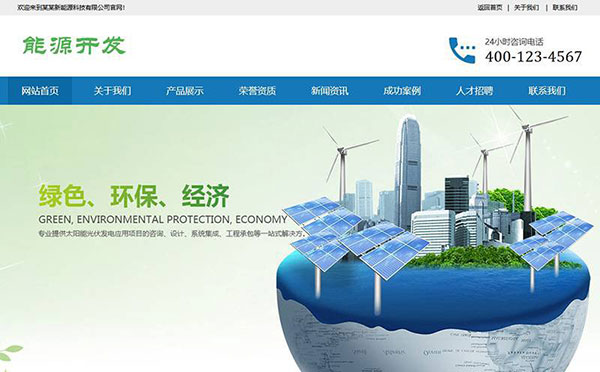 欢迎来到某某新能源科技有限公司官网!
返回首页 | 关于我们 | 联系我们
能源开发
24小时咨询电话
400-123-4567
网站首页 关于我们 产品展示 荣誉资质 新闻资讯 成功案例 人才招聘 联系我们
绿色、环保、经济
GREEN, ENVIRONMENTAL PROTECTION, ECONOMY
专业提供太阳能光伏发电应用项目的咨询、设计、系统集成、工程承包等一站式解决方。